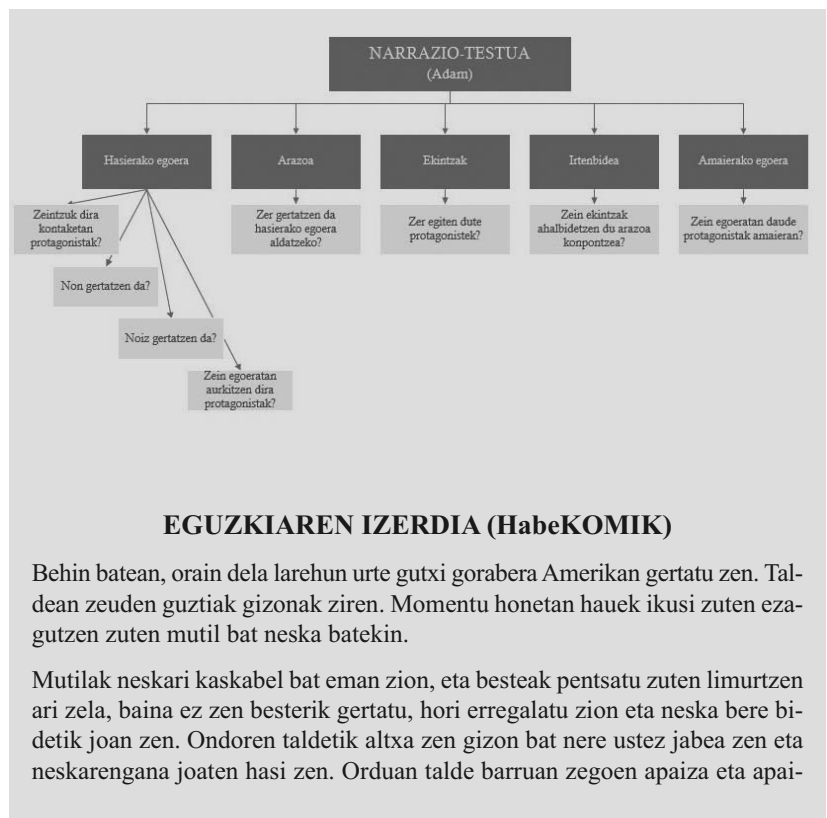 NARRAZIO-TESTUA
(Adam)
Hasierako egoera
Arazoa
Ekintzak
Irtenbidea
Amaierako egoera
Zeintzuk dira
kontaketan
protagonistak?
Zer gertatzen da
hasierako egoera
aldatzeko?
Zer egiten dute
protagonistek?
Zein ekintzak
ahalbidetzen du arazoa
konpontzea?
Zein egoeratan daude
protagonistak amaieran?
Non gertatzen da?
Noiz gertatzen da?
Zein egoeratan
aurkitzen dira
protagonistak?
EGUZKIAREN IZERDIA (HabeKOMIK)
Behin batean, orain dela larehun urte gutxi gorabera Amerikan gertatu zen. Tal-
dean zeuden guztiak gizonak ziren. Momentu honetan hauek ikusi zuten eza-
gutzen zuten mutil bat neska batekin.
Mutilak neskari kaskabel bat eman zion, eta besteak pentsatu zuten limurtzen
ari zela, baina ez zen besterik gertatu, hori erregalatu zion eta neska bere bi-
detik joan zen. Ondoren taldetik altxa zen gizon bat nere ustez jabea zen eta
neskarengana joaten hasi zen. Orduan talde barruan zegoen apaiza eta apai-